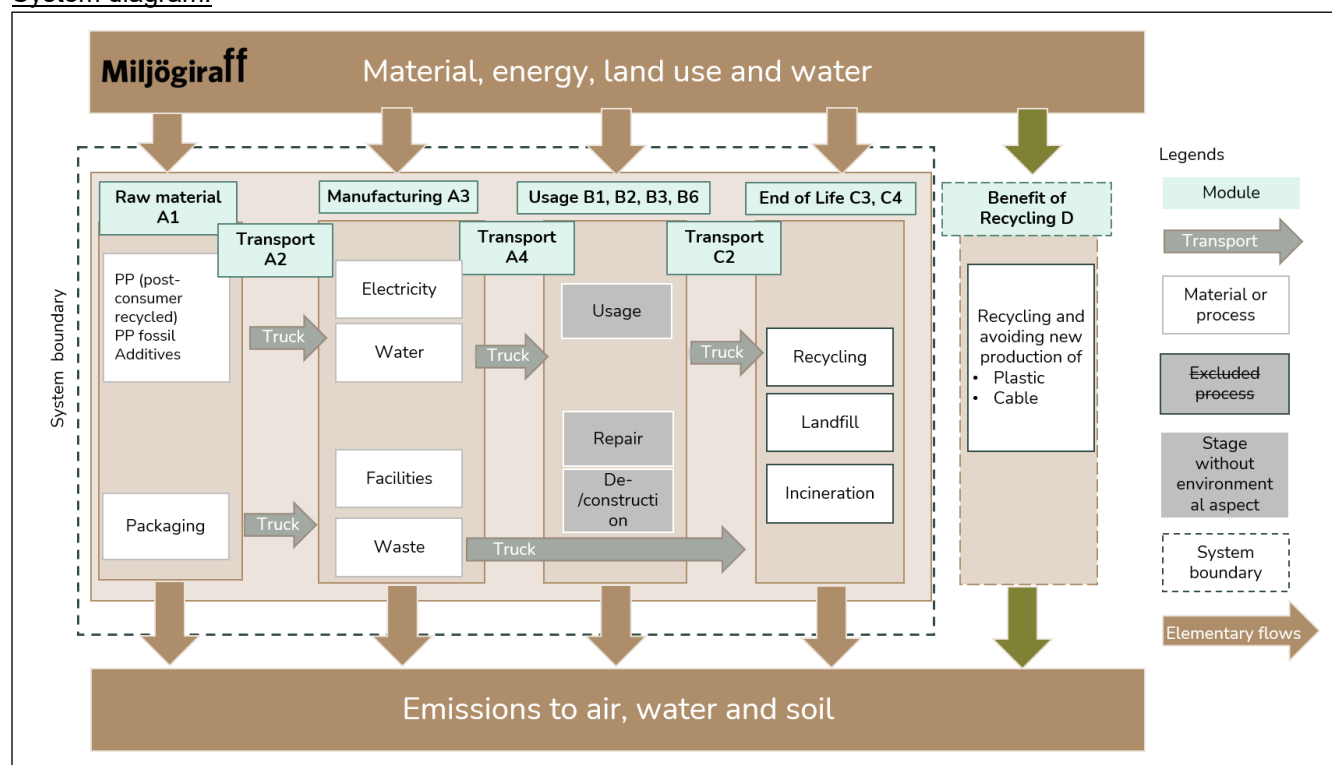 System diagram:
Miljögiraff
Material, energy, land use and water
System boundary
Raw material
A1
Transport
A2
Manufacturing A3
Transport
A4
Usage B1, B2, B3, B6
Transport
C2
End of Life C3, C4
Benefit of
Recycling D
PP (post-
consumer
recycled)
PP fossil
Additives
Packaging
Truck
Truck
Electricity
Water
Facilities
Waste
Truck
Truck
Usage
Repair
De-
/constructi
on
Truck
Recycling
Landfill
Incineration
Recycling and
avoiding new
production of
• Plastic
• Cable
Legends
Module
Transport
Material or
process
Excluded
process
Stage
without
environment
al aspect
System
boundary
Elementary flows
Emissions to air, water and soil